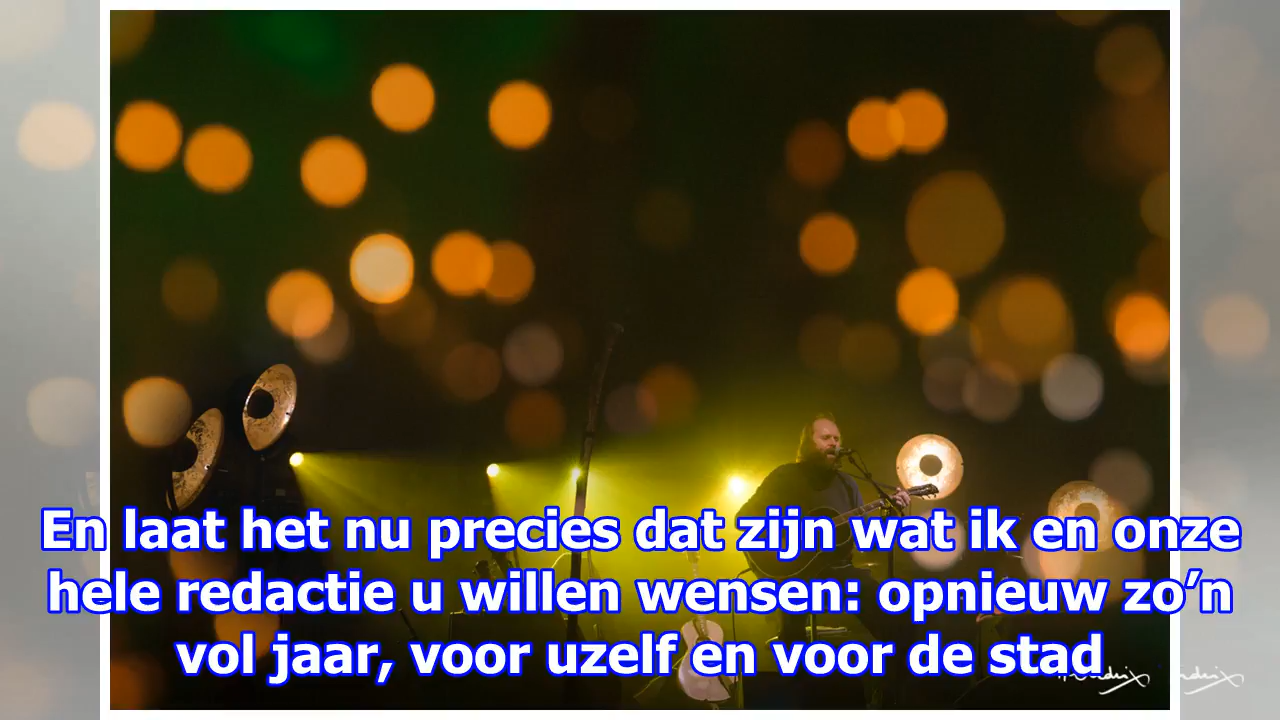 En laat het nu precies dat zijn wat ik en onze
hele redactie u willen wensen: opnieuw zo’n
vol jaar, voor uzelf en voor de stad